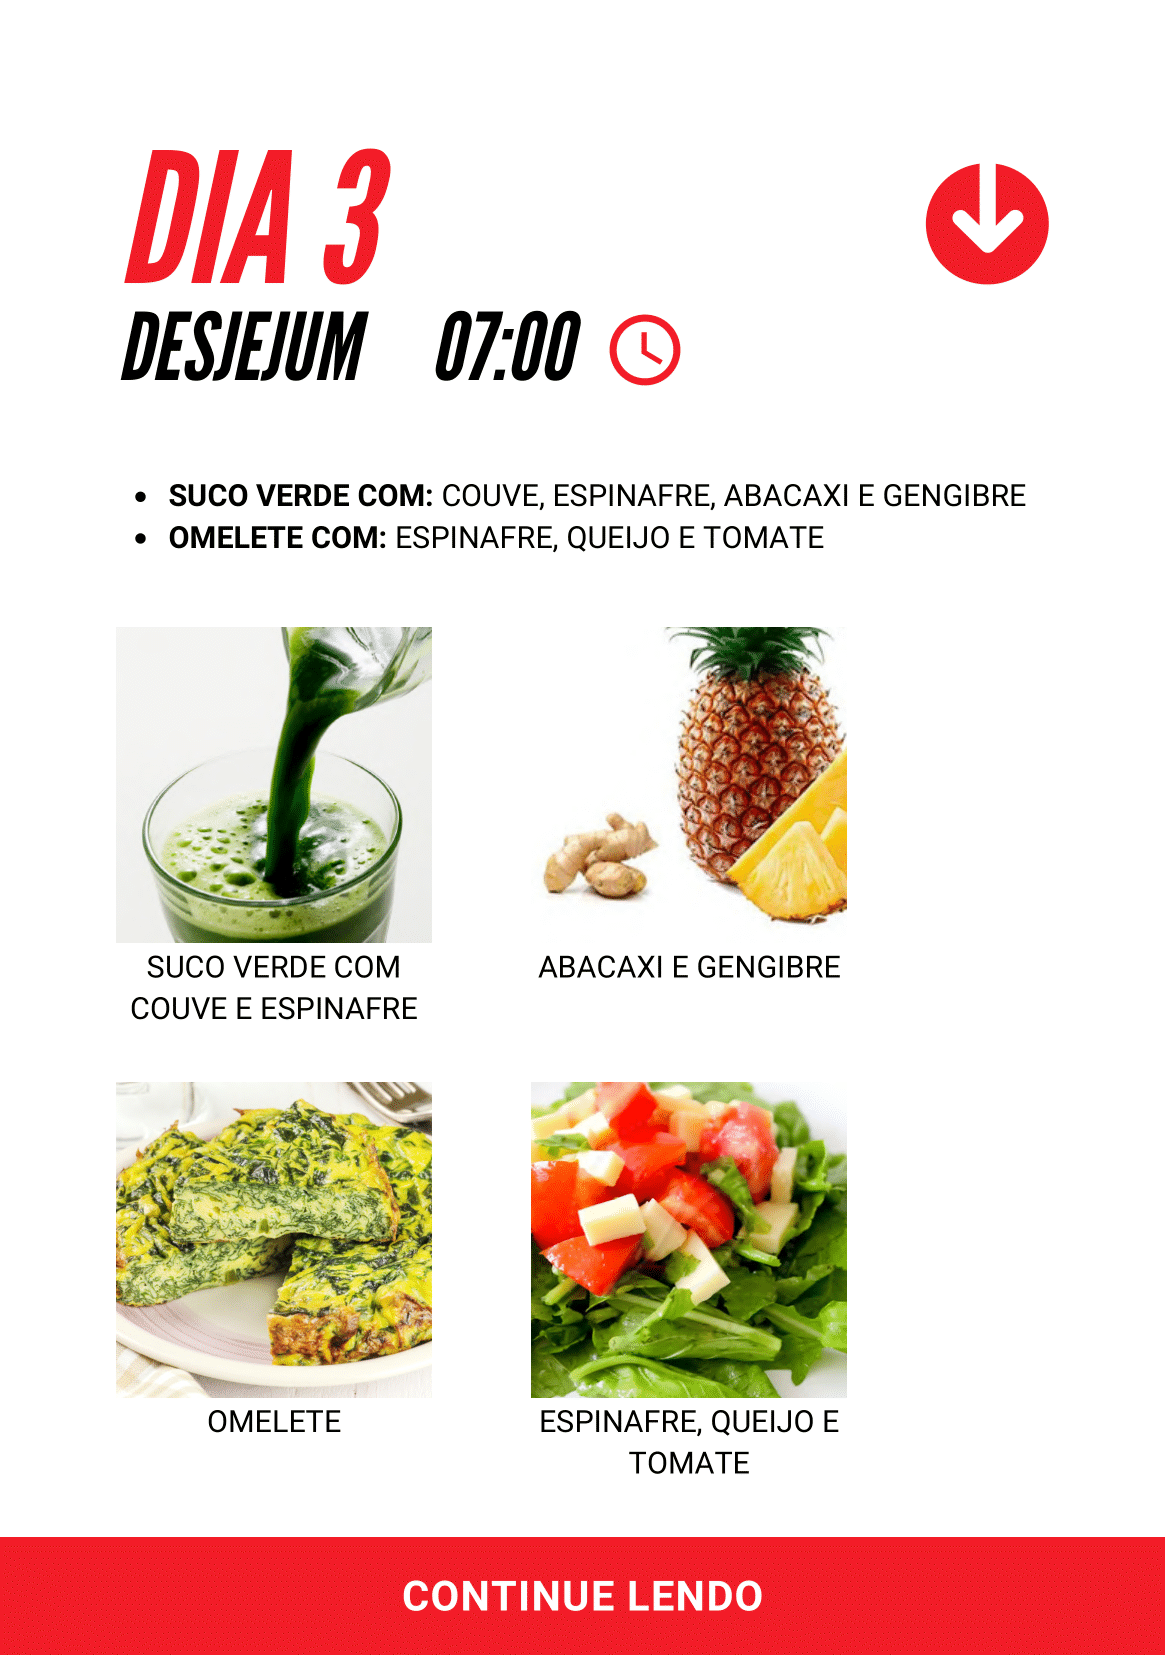 DIA 3
DESJEJUM 07:00
• SUCO VERDE COM: COUVE, ESPINAFRE, ABACAXI E GENGIBRE
• OMELETE COM: ESPINAFRE, QUEIJO E TOMATE
SUCO VERDE COM
COUVE E ESPINAFRE
ABACAXI E GENGIBRE
OMELETE
ESPINAFRE, QUEIJO E
TOMATE
CONTINUE LENDO